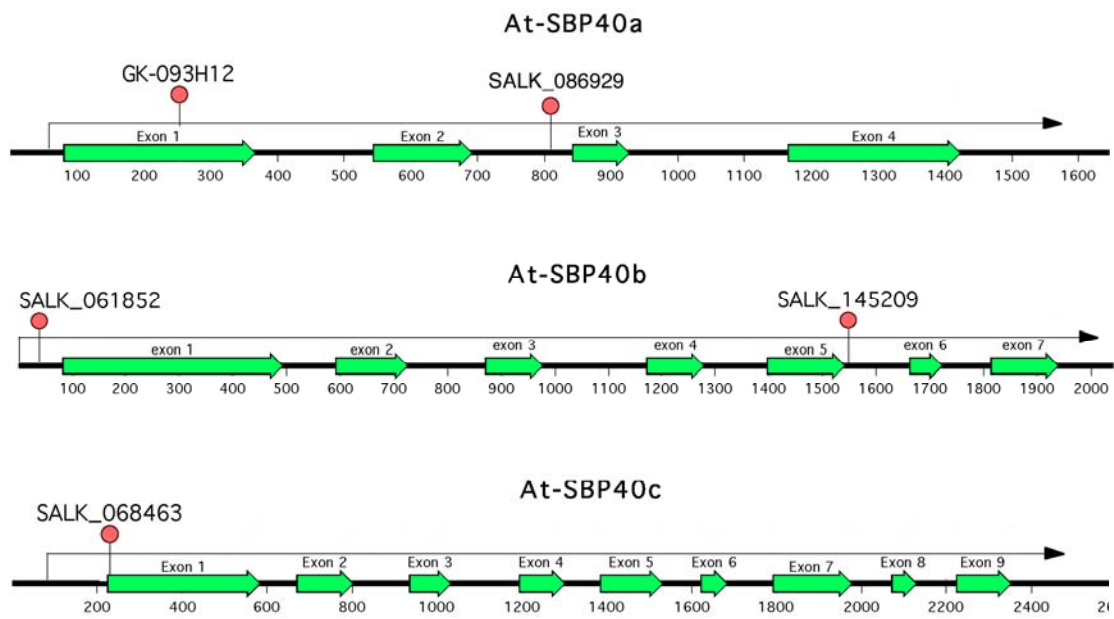 At-SBP40a
GK-093H12 SALK_086929
Exon 1 Exon 2 Exon 3 Exon 4
100 200 300 400 500 600 700 800 900 1000 1100 1200 1300 1400 1500 1600
At-SBP40b
SALK_061852 SALK_145209
exon 1 exon 2 exon 3 exon 4 exon 5 exon 6 exon 7
100 200 300 400 500 600 700 800 900 1000 1100 1200 1300 1400 1500 1600 1700 1800 1900 2000
At-SBP40c
SALK_068463
Exon 1 Exon 2 Exon 3 Exon 4 Exon 5 Exon 6 Exon 7 Exon 8 Exon 9
200 400 600 800 1000 1200 1400 1600 1800 2000 2200 2400